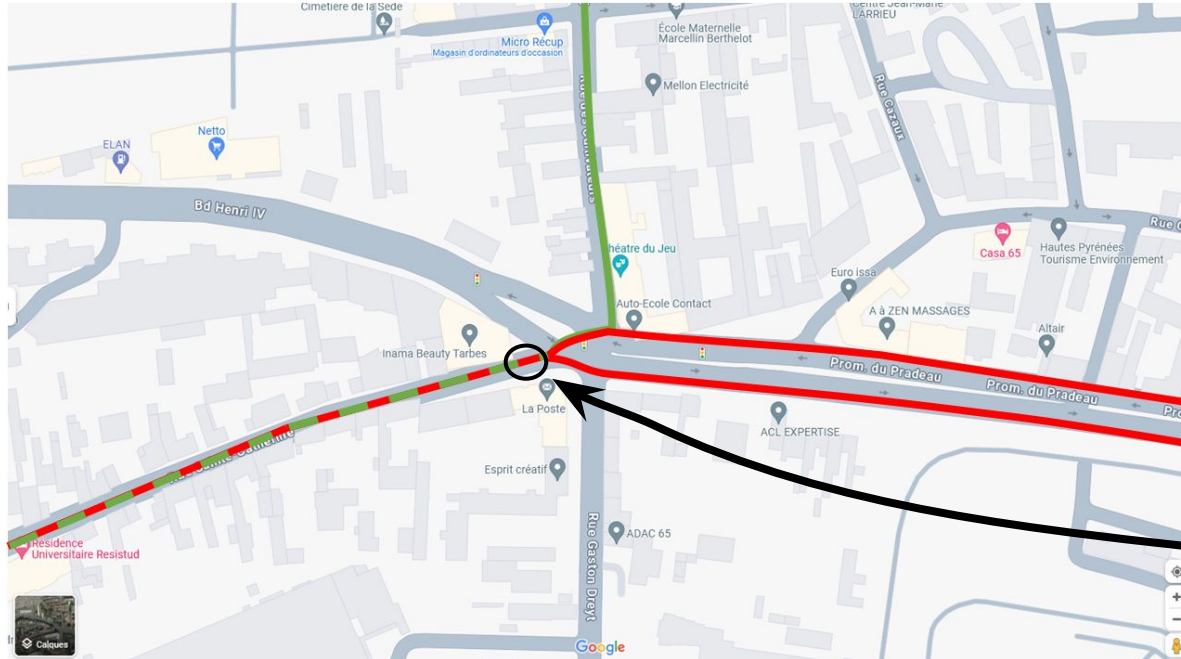 Cimetière de la Sède
Micro Récup
Magasin d'ordinateurs d'occasion
École Maternelle
Marcellin Berthelot
Centre Jean-Marie
LARRIEU
Mellon Electricité
Rue Cazaux
Netto
ELAN
Bd Henri IV
Rue des Cultivateurs
Rue
Casa 65
Hautes Pyrénées
Tourisme Environnement
héatre du Jeu
Euro issa
Auto-Ecole Contact
A à ZEN MASSAGES
Altair
Inama Beauty Tarbes
Prom. du Pradeau
Prom. du Pradeau
La Poste
ACL EXPERTISE
Rue Sainte-Catherine
Esprit créatif
Rue Gaston Dreyt
ADAC 65
Résidence
Universitaire Resistud
Calques
Google